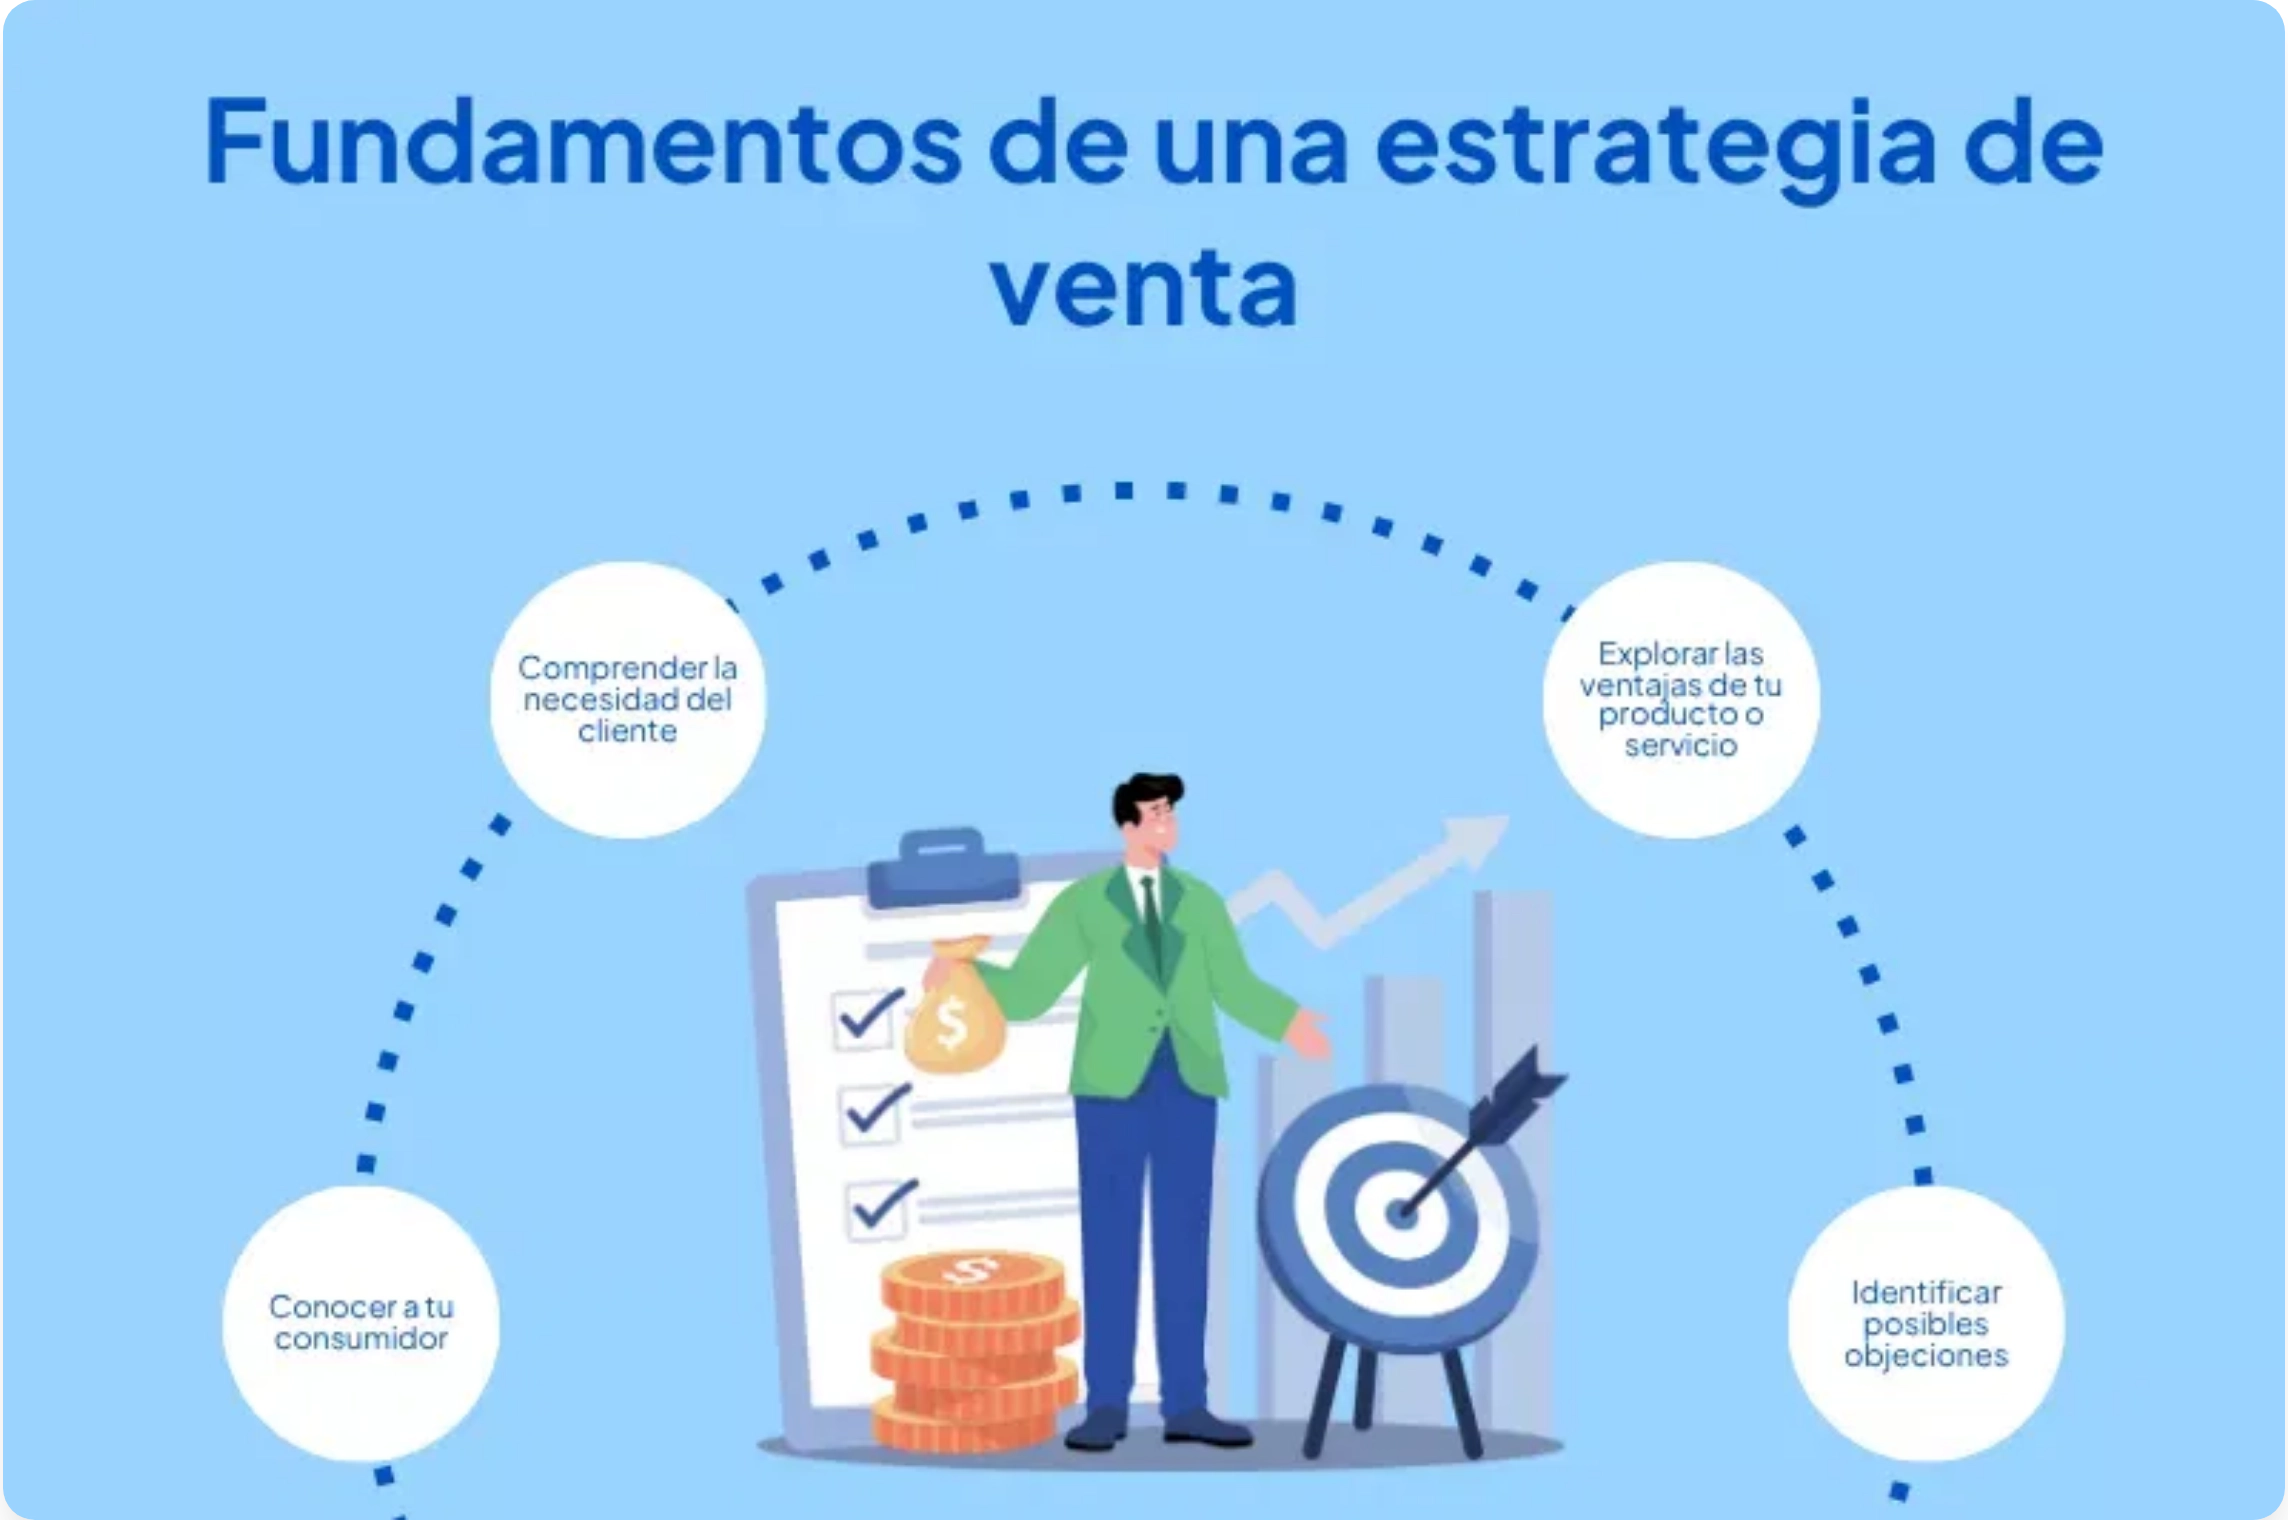 Fundamentos de una estrategia de
venta
Comprender la
necesidad del
cliente
Explorar las
ventajas de tu
producto o
servicio
$
$
Conocer a tu
consumidor
Identificar
posibles
objeciones